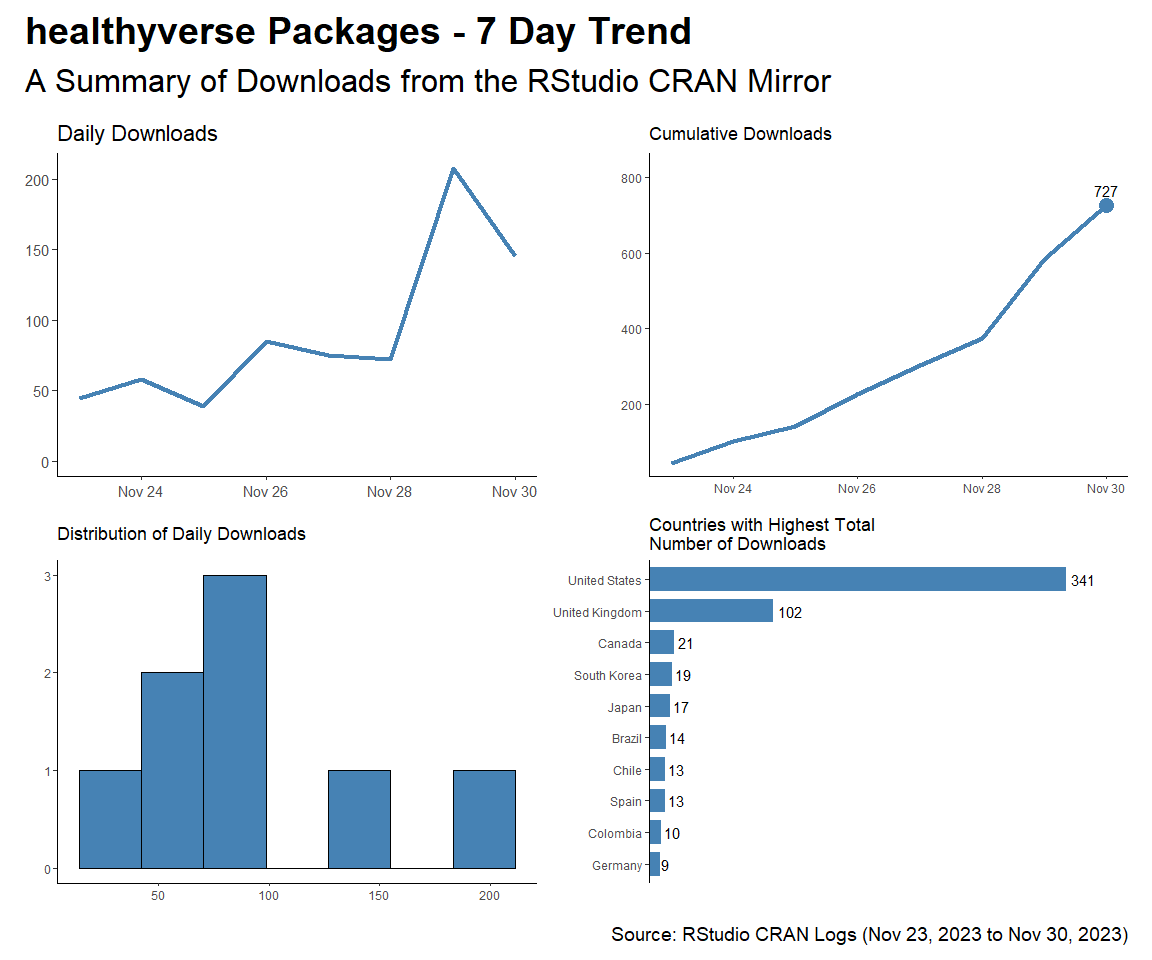 healthyverse Packages - 7 Day Trend
A Summary of Downloads from the RStudio CRAN Mirror
Daily Downloads
200
150
100
50
0
Nov 24
Nov 26
Nov 28
Nov 30
Cumulative Downloads
800
600
400
200
727
Nov 24
Nov 26
Nov 28
Nov 30
Distribution of Daily Downloads
3
2
1
0
50
100
150
200
Countries with Highest Total
Number of Downloads
United States 341
United Kingdom 102
Canada 21
South Korea 19
Japan 17
Brazil 14
Chile 13
Spain 13
Colombia 10
Germany 9
Source: RStudio CRAN Logs (Nov 23, 2023 to Nov 30, 2023)